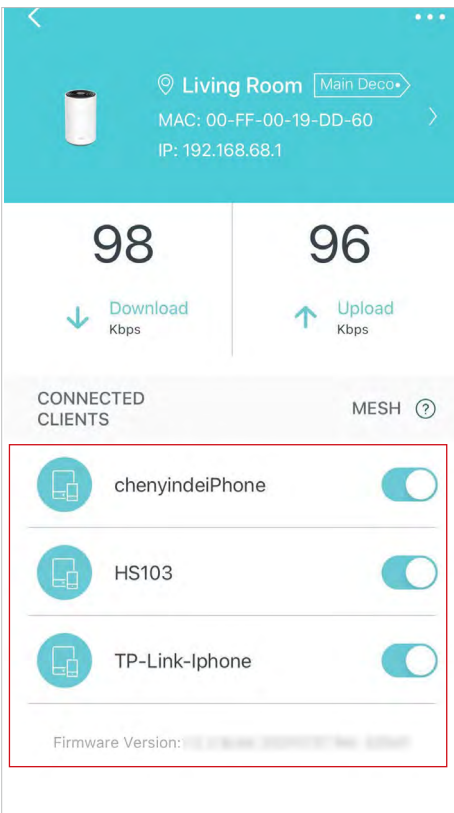 Living Room Main Deco
MAC: 00-FF-00-19-DD-60
IP: 192.168.68.1
98 96
Download Upload
Kbps Kbps
CONNECTED
CLIENTS
MESH ?
chenyindeiPhone
HS103
TP-Link-Iphone
Firmware Version: